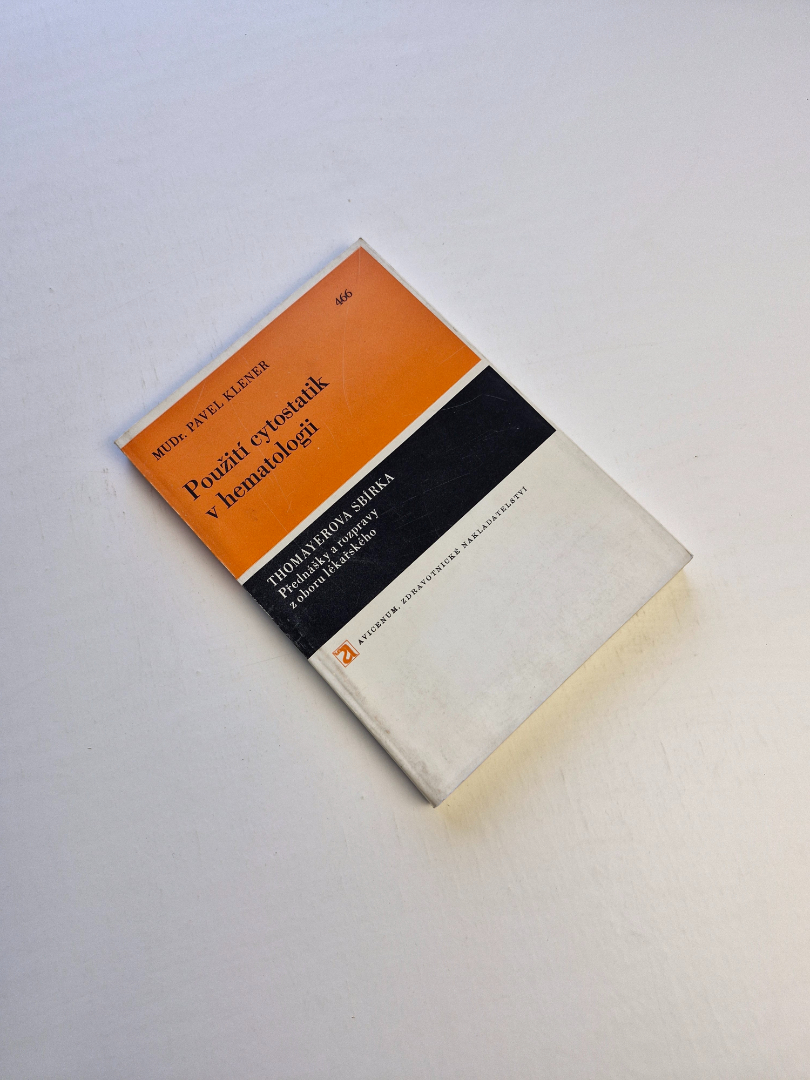 466
MUDr. PAVEL KLENER
Použití cytostatik
v hematologii
THOMAYEROVA SBÍRKA
Přednášky a rozpravy
z oboru lékařského
AVICENUM, ZDRAVOTNICKÉ NAKLADATELSTVÍ